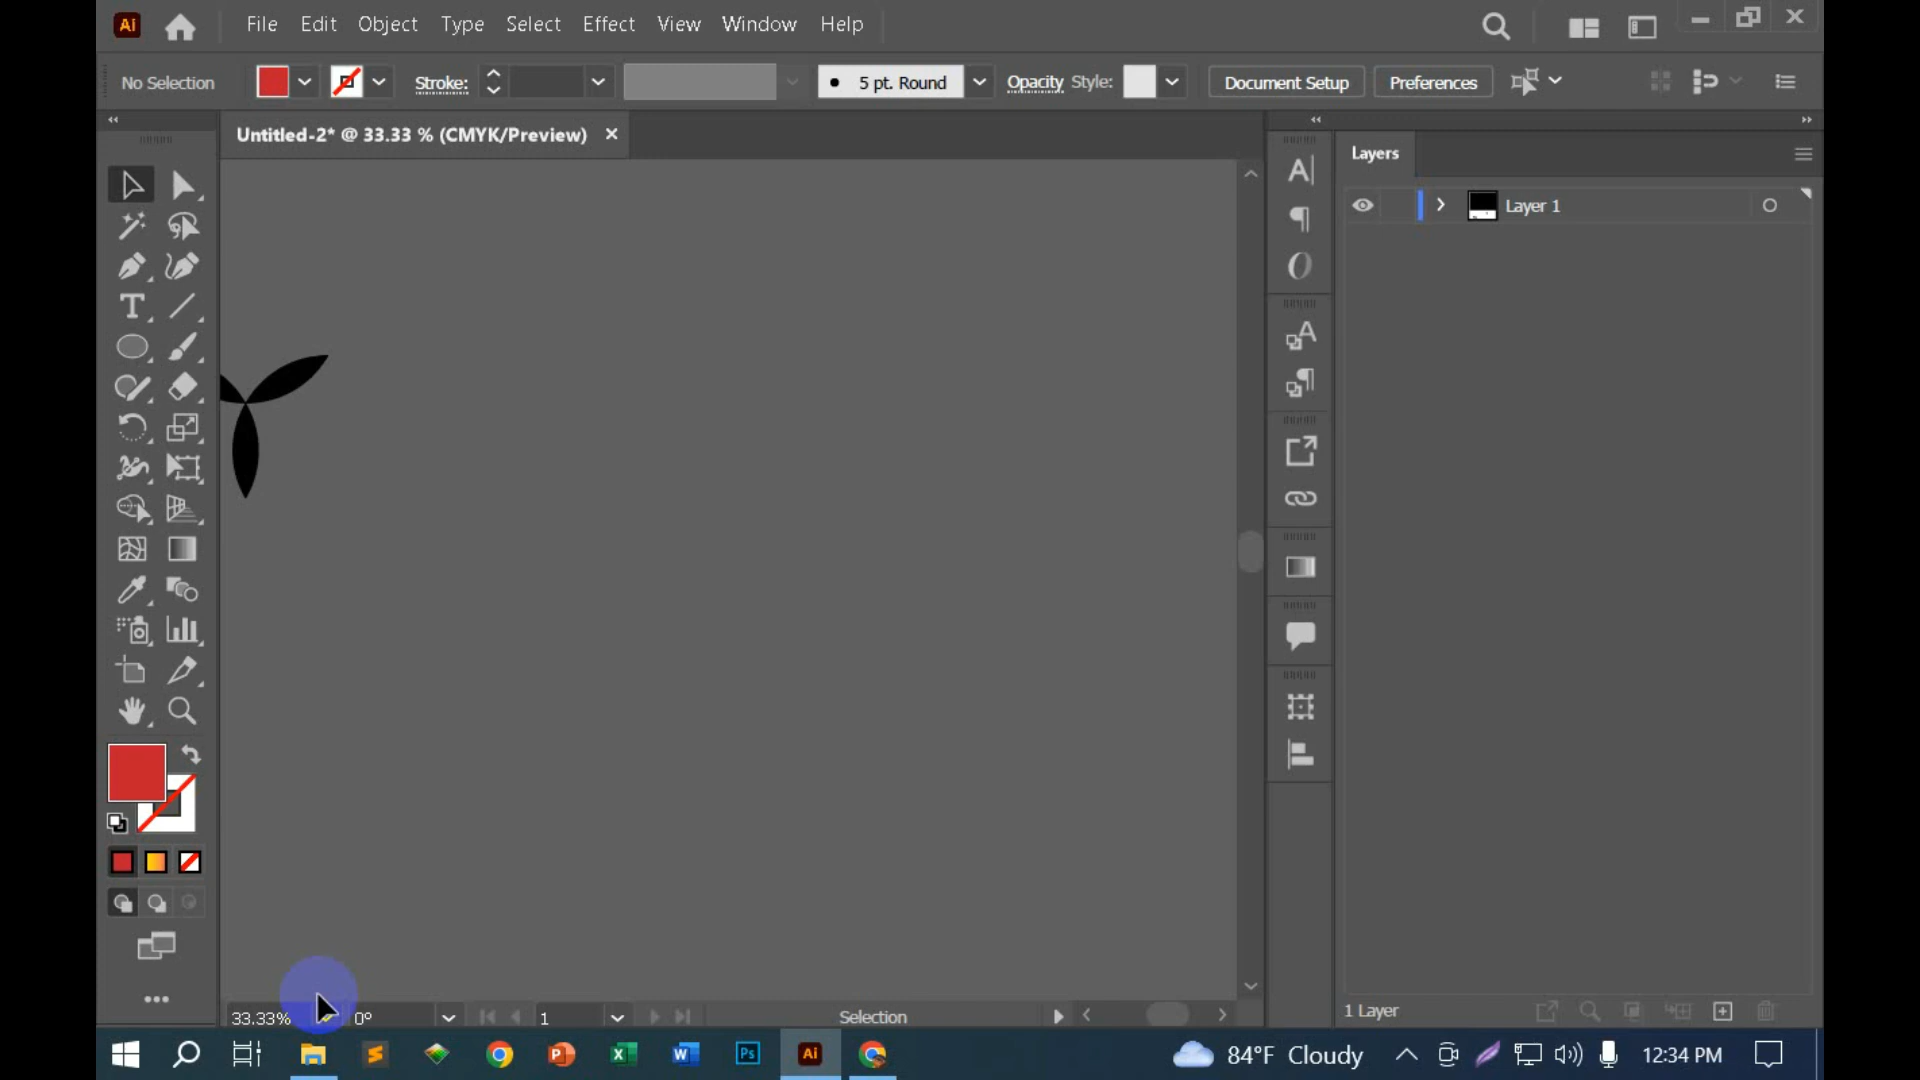 Ai File Edit Object Type Select Effect View Window Help
No Selection Stroke: 5 pt. Round Opacity Style: Document Setup Preferences
Untitled-2* @ 33.33 % (CMYK/Preview)
Layers
Layer 1
33.33% 0° 1 Selection
1 Layer
P X W Ps Ai 84°F Cloudy 12:34 PM